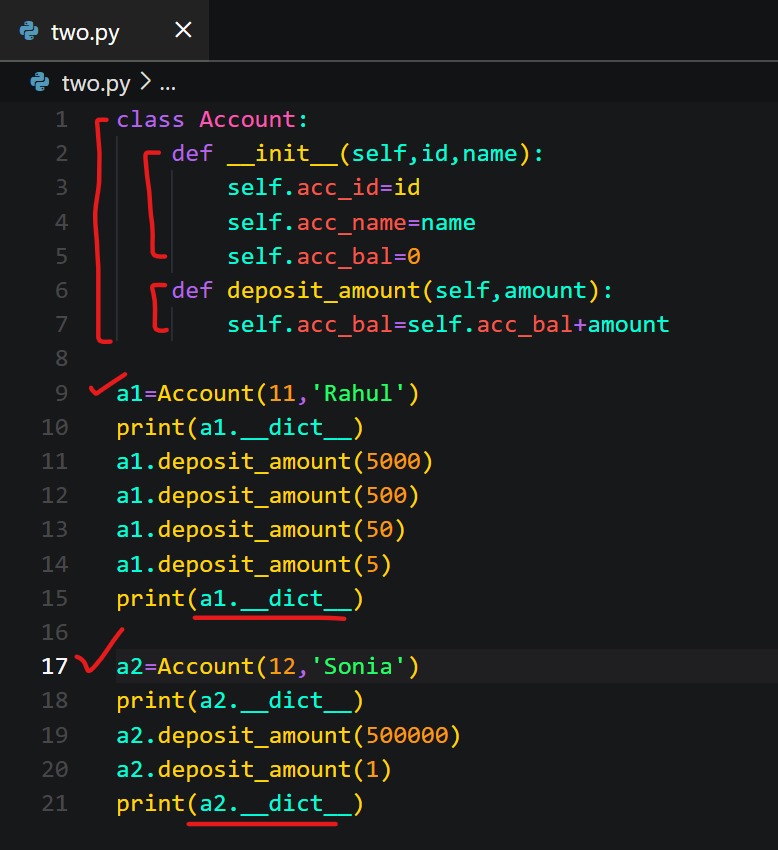 two.py ×
two.py > ...
1 class Account:
2     def __init__(self,id,name):
3         self.acc_id=id
4         self.acc_name=name
5         self.acc_bal=0
6     def deposit_amount(self,amount):
7         self.acc_bal=self.acc_bal+amount
8
9 a1=Account(11,'Rahul')
10 print(a1.__dict__)
11 a1.deposit_amount(5000)
12 a1.deposit_amount(500)
13 a1.deposit_amount(50)
14 a1.deposit_amount(5)
15 print(a1.__dict__)
16
17 a2=Account(12,'Sonia')
18 print(a2.__dict__)
19 a2.deposit_amount(500000)
20 a2.deposit_amount(1)
21 print(a2.__dict__)